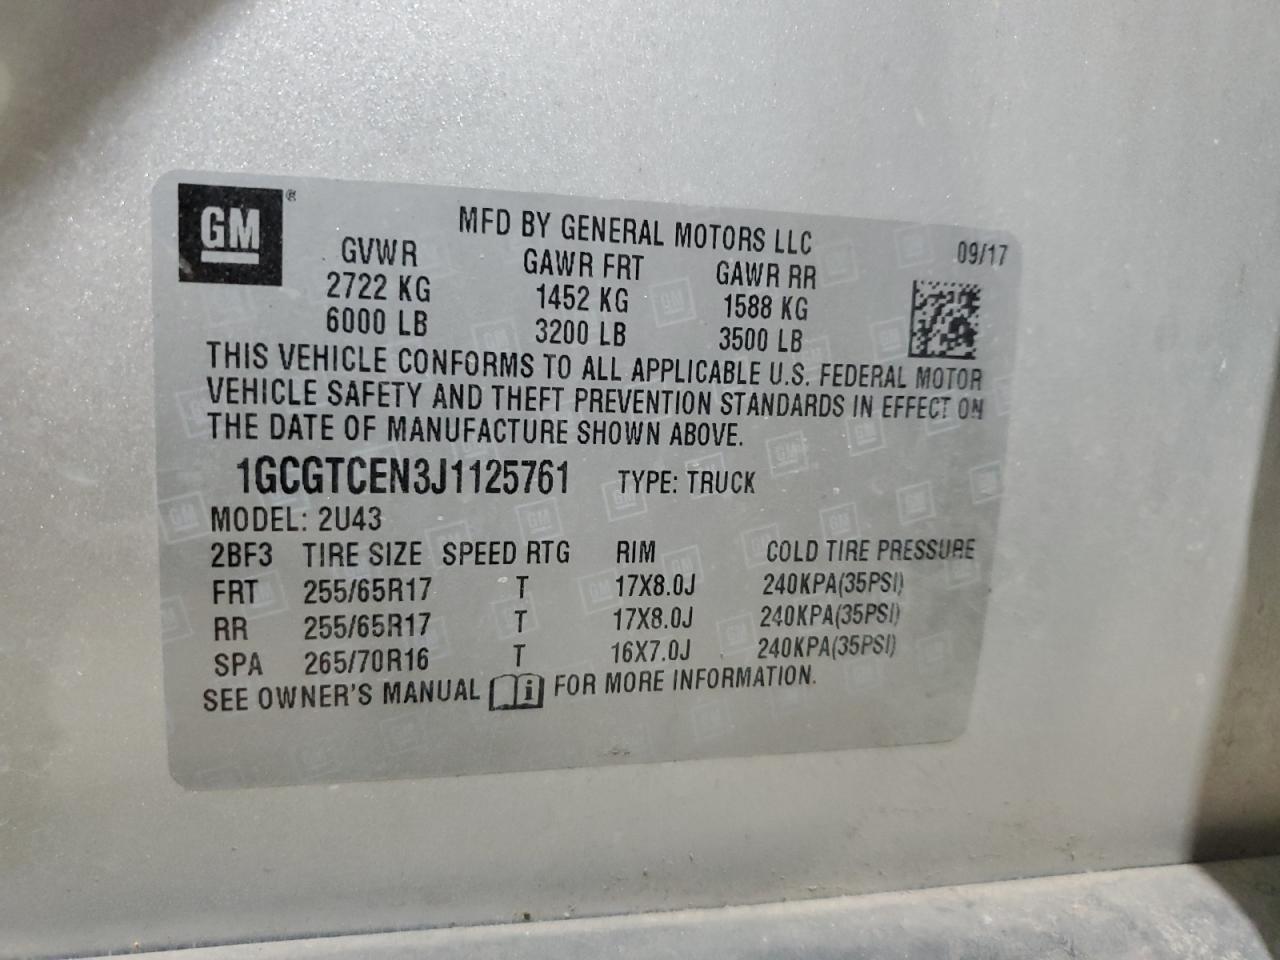 GM®
MFD BY GENERAL MOTORS LLC 09/17
GVWR GAWR FRT GAWR RR
2722 KG 1452 KG 1588 KG
6000 LB 3200 LB 3500 LB
THIS VEHICLE CONFORMS TO ALL APPLICABLE U.S. FEDERAL MOTOR
VEHICLE SAFETY AND THEFT PREVENTION STANDARDS IN EFFECT ON
THE DATE OF MANUFACTURE SHOWN ABOVE.
1GCGTCEN3J1125761 TYPE: TRUCK
MODEL: 2U43
2BF3 TIRE SIZE SPEED RTG RIM COLD TIRE PRESSURE
FRT 255/65R17 T 17X8.0J 240KPA(35PSI)
RR 255/65R17 T 17X8.0J 240KPA(35PSI)
SPA 265/70R16 T 16X7.0J 240KPA(35PSI)
SEE OWNER'S MANUAL i FOR MORE INFORMATION.